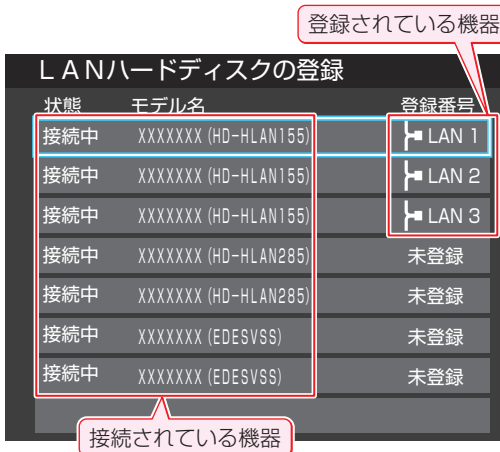 登録されている機器
LANハードディスクの登録
状態 モデル名 登録番号
接続中 XXXXXXX (HD-HLAN155) LAN 1
接続中 XXXXXXX (HD-HLAN155) LAN 2
接続中 XXXXXXX (HD-HLAN155) LAN 3
接続中 XXXXXXX (HD-HLAN285) 未登録
接続中 XXXXXXX (HD-HLAN285) 未登録
接続中 XXXXXXX (EDESVSS) 未登録
接続中 XXXXXXX (EDESVSS) 未登録
接続されている機器